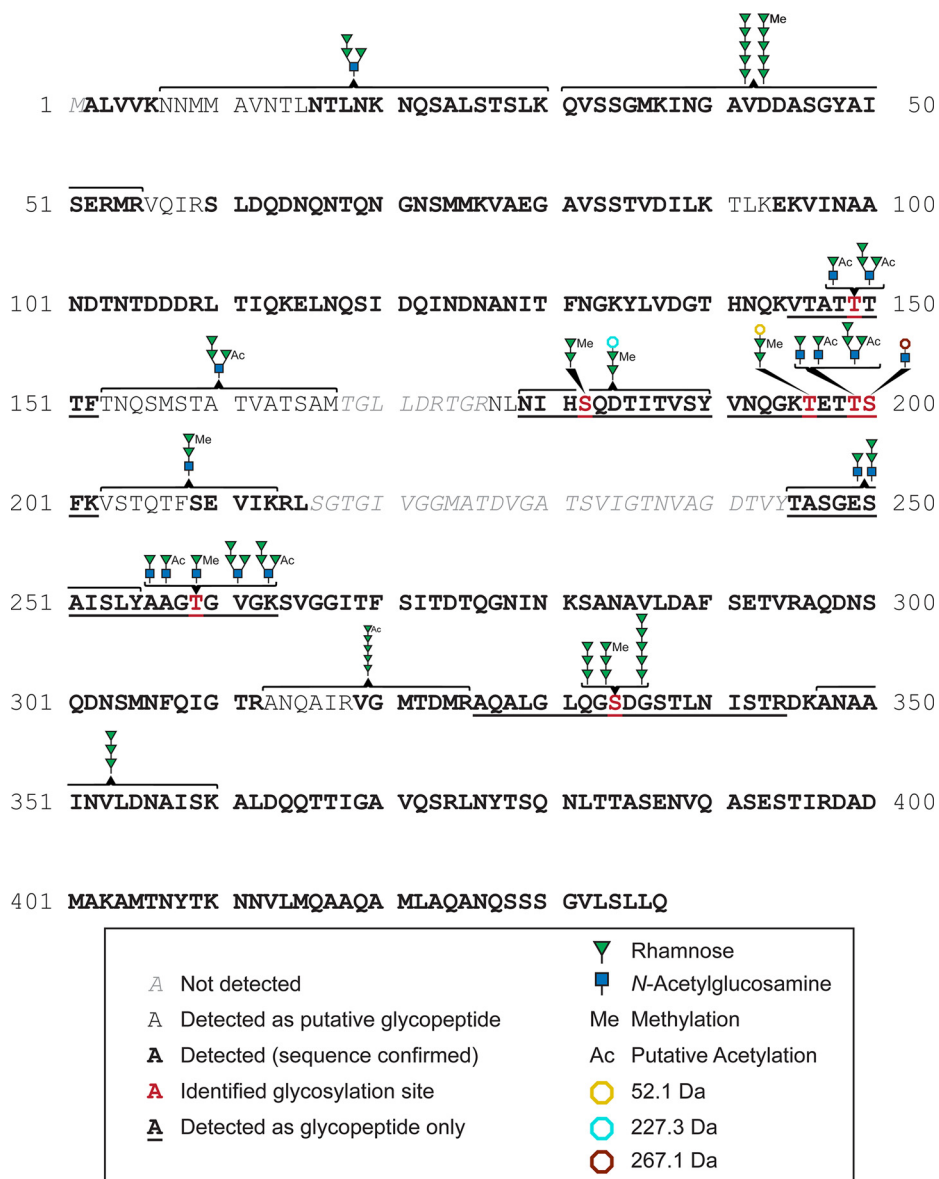 Me
1 MALVVKNNMM AVNTLNTLNK NQSALSTSLK QVSSGMKING AVDDASGYAI 50
51 SERMRVQIRS LDQDNQNTQN GNSMMKVAEG AVSSTVDILK TLKEKVINAA 100
101 NDTNTDDDRL TIQKELNQSI DQINDNANIT FNGKYLVDGT HNQKVTATTT 150
Ac Ac
Ac Me Me Me Ac Ac
151 TFTNQSMSTA TVATSAMTGL LDRTGRNLNI HSQDTITVSY VNQGKTETTS 200
Me
201 FKVSTQTFSE VIKRLSGTGI VGGMATDVGA TSVIGTNVAG DTVYTASGES 250
Ac Me Ac
251 AISLYAAGTG VGKSVGGITF SITDTQGNIN KSANAVLDAF SETVRAQDNS 300
Ac Me
301 QDNSMNFQIG TRANQAIRVG MTDMRAQALG LQGSDGSTLN ISTRDKANAA 350
351 INVLDNAISK ALDQQTTIGA VQSRLNYTSQ NLTTASENVQ ASESTIRDAD 400
401 MAKAMTNYTK NNVLMQAAQA MLAQANQSSS GVLSLLQ
A Not detected
A Detected as putative glycopeptide
A Detected (sequence confirmed)
A Identified glycosylation site
A Detected as glycopeptide only
Rhamnose
N-Acetylglucosamine
Me Methylation
Ac Putative Acetylation
52.1 Da
227.3 Da
267.1 Da